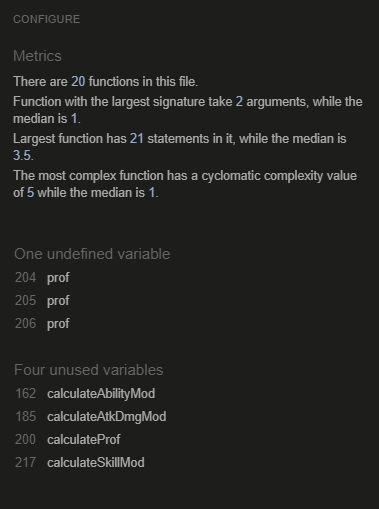 CONFIGURE
Metrics
There are 20 functions in this file.
Function with the largest signature take 2 arguments, while the
median is 1.
Largest function has 21 statements in it, while the median is
3.5.
The most complex function has a cyclomatic complexity value
of 5 while the median is 1.
One undefined variable
204 prof
205 prof
206 prof
Four unused variables
162 calculateAbilityMod
185 calculateAtkDmgMod
200 calculateProf
217 calculateSkillMod